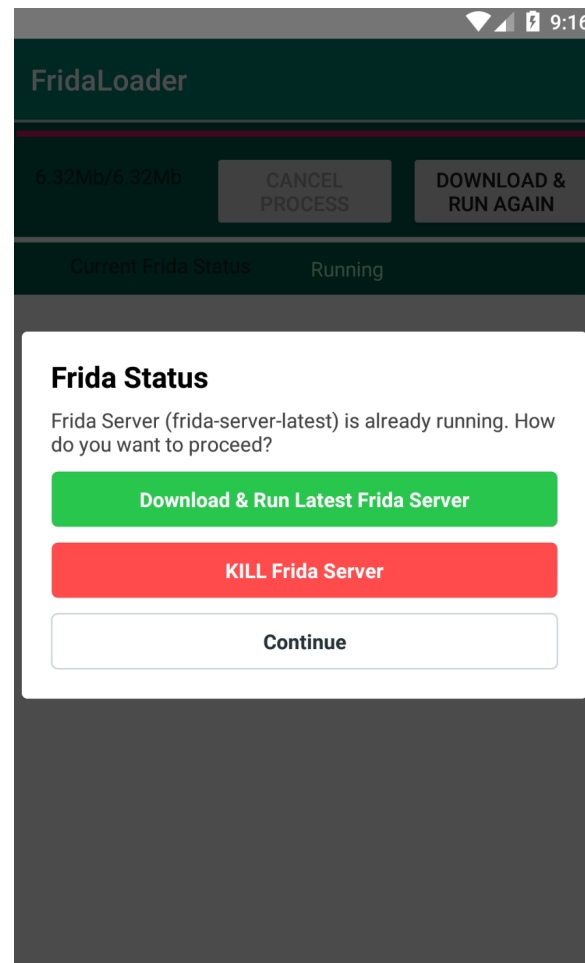 9:16
FridaLoader
6.32Mb/6.32Mb
CANCEL
PROCESS
DOWNLOAD &
RUN AGAIN
Current Frida Status
Running
Frida Status
Frida Server (frida-server-latest) is already running. How
do you want to proceed?
Download & Run Latest Frida Server
KILL Frida Server
Continue